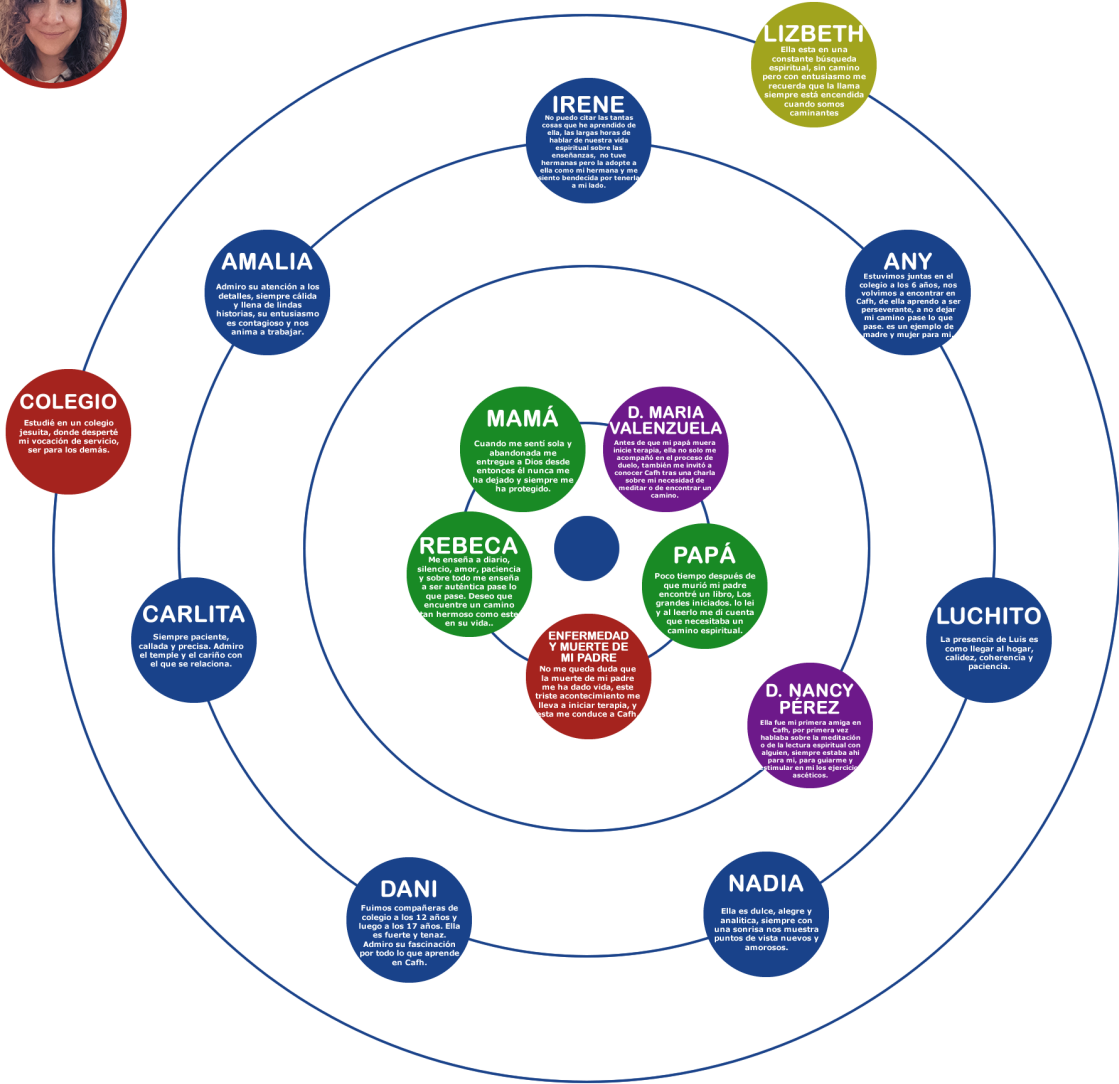 LIZBETH
Ella esta en una
constante búsqueda
espiritual, sin camino
pero con entusiasmo me
recuerda que la llama
siempre está encendida
cuando somos
caminantes
IRENE
No puedo citar las tantas
cosas que he aprendido de
ella, las largas horas de
hablar de nuestra vida
espiritual sobre las
enseñanzas, no tuve
hermanas pero la adopte a
ella como mi hermana y me
siento bendecida por tenerla
a mi lado.
AMALIA
Admiro su atención a los
detalles, siempre cálida
y llena de lindas
historias, su entusiasmo
es contagioso y nos
anima a trabajar.
ANY
Estuvimos juntas en el
colegio a los 6 años, nos
volvimos a encontrar en
Cafh, de ella aprendo a ser
perseverante, a no dejar
mi camino pase lo que
pase. es un ejemplo de
madre y mujer para mi.
COLEGIO
Estudié en un colegio
jesuita, donde desperté
mi vocación de servicio,
ser para los demás.
MAMÁ
Cuando me sentí sola y
abandonada me
entregue a Dios desde
entonces él nunca me
ha dejado y siempre me
ha protegido.
D. MARIA
VALENZUELA
Antes de que mi papá muera
inicie terapia, ella no solo me
acompañó en el proceso de
duelo, también me invitó a
conocer Cafh tras una charla
sobre mi necesidad de
meditar o de encontrar un
camino.
REBECA
Me enseña a diario,
silencio, amor, paciencia
y sobre todo me enseña
a ser auténtica pase lo
que pase. Deseo que
encuentre un camino
tan hermoso como este
en su vida..
PAPÁ
Poco tiempo después de
que murió mi padre
encontré un libro, Los
grandes iniciados. lo lei
y al leerlo me di cuenta
que necesitaba un
camino espiritual.
ENFERMEDAD
Y MUERTE DE
MI PADRE
No me queda duda que
la muerte de mi padre
me ha dado vida, este
triste acontecimiento me
lleva a iniciar terapia, y
esta me conduce a Cafh
CARLITA
Siempre paciente,
callada y precisa. Admiro
el temple y el cariño con
el que se relaciona.
LUCHITO
La presencia de Luis es
como llegar al hogar,
calidez, coherencia y
paciencia.
D. NANCY
PÉREZ
Ella fue mi primera amiga en
Cafh, por primera vez
hablaba sobre la meditación
o de la lectura espiritual con
alguien, siempre estaba ahí
para mi, para guiarme y
estimular en mi los ejercicios
ascéticos.
DANI
Fuimos compañeras de
colegio a los 12 años y
luego a los 17 años. Ella
es fuerte y tenaz.
Admiro su fascinación
por todo lo que aprende
en Cafh.
NADIA
Ella es dulce, alegre y
analitica, siempre con
una sonrisa nos muestra
puntos de vista nuevos y
amorosos.